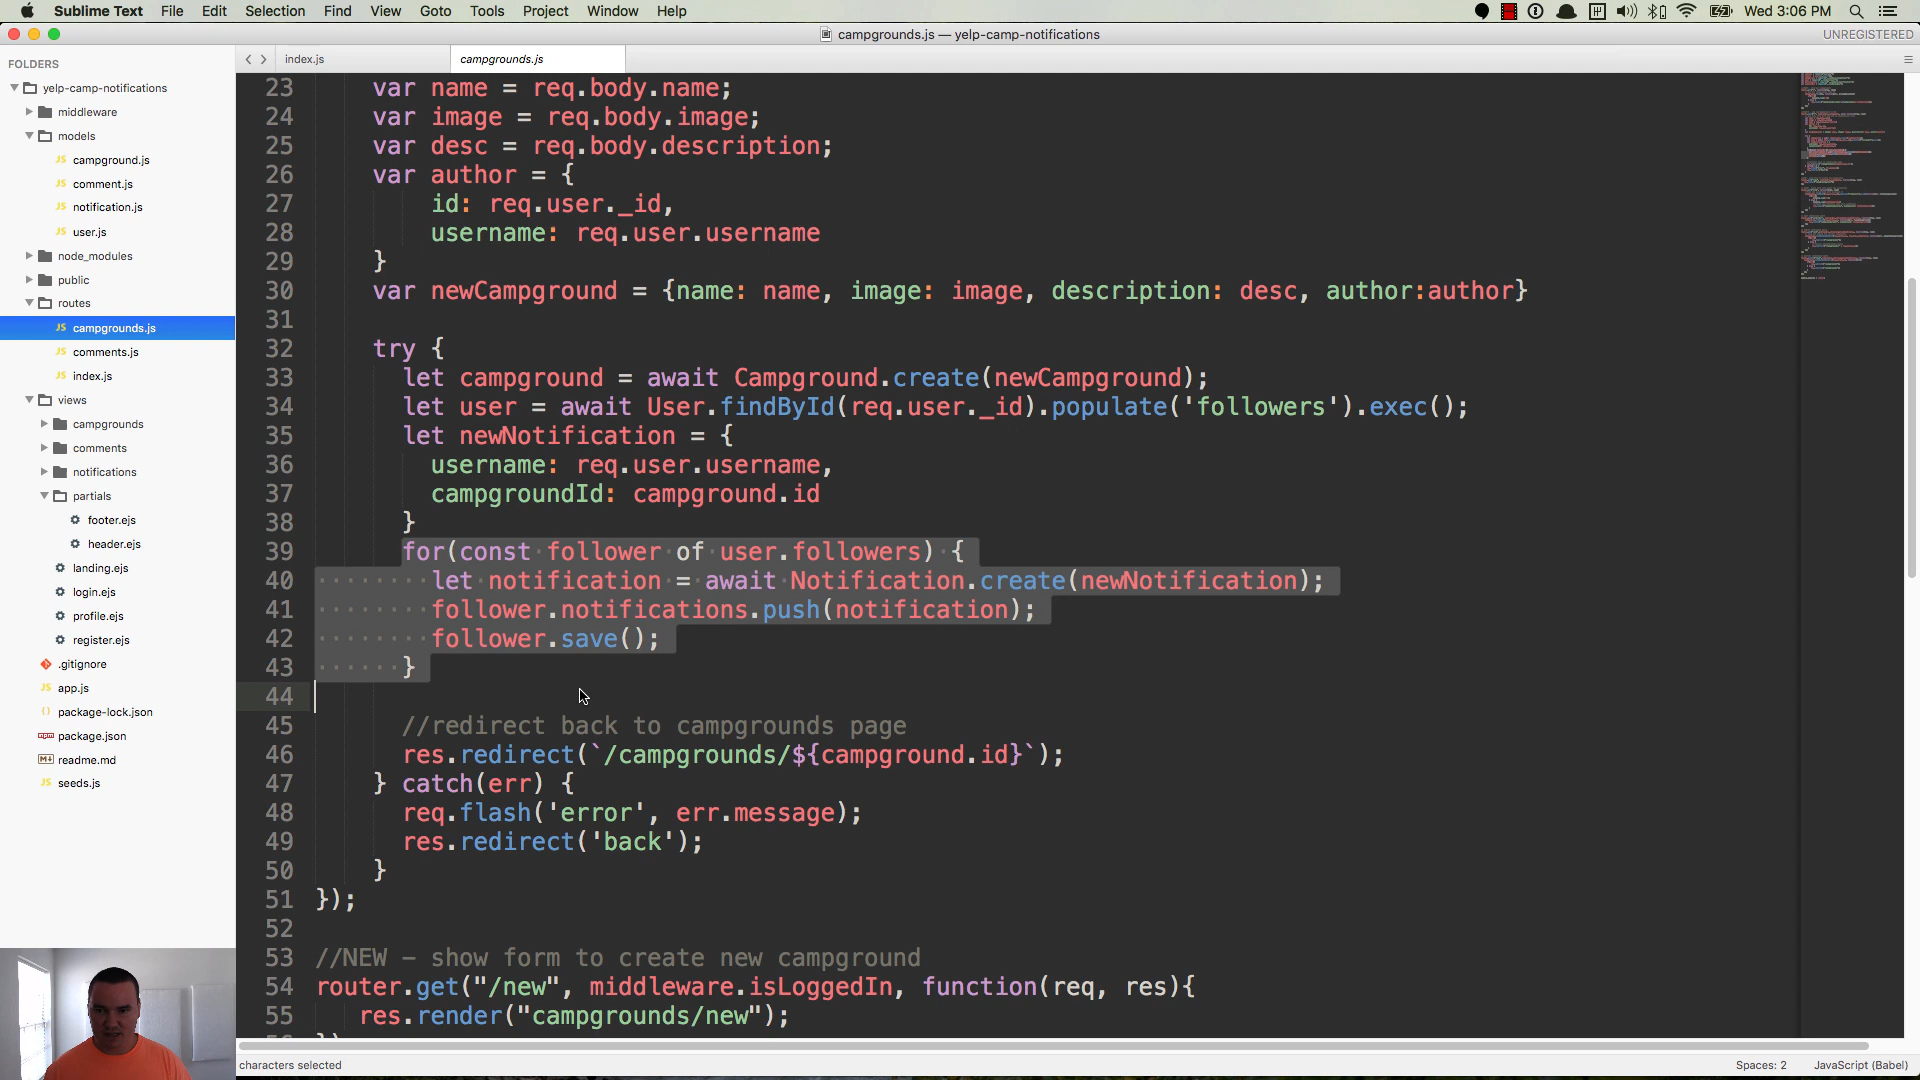 Sublime Text File Edit Selection Find View Goto Tools Project Window Help Wed 3:06 PM
campgrounds.js — yelp-camp-notifications UNREGISTERED
FOLDERS
yelp-camp-notifications
middleware
models
JS campground.js
JS comment.js
JS notification.js
JS user.js
node_modules
public
routes
JS campgrounds.js
JS comments.js
JS index.js
views
campgrounds
comments
notifications
partials
footer.ejs
header.ejs
landing.ejs
login.ejs
profile.ejs
register.ejs
.gitignore
JS app.js
package-lock.json
package.json
readme.md
JS seeds.js
index.js campgrounds.js
23 var name = req.body.name;
24 var image = req.body.image;
25 var desc = req.body.description;
26 var author = {
27 id: req.user._id,
28 username: req.user.username
29 }
30 var newCampground = {name: name, image: image, description: desc, author:author}
31
32 try {
33 let campground = await Campground.create(newCampground);
34 let user = await User.findById(req.user._id).populate('followers').exec();
35 let newNotification = {
36 username: req.user.username,
37 campgroundId: campground.id
38 }
39 for(const follower of user.followers) {
40 let notification = await Notification.create(newNotification);
41 follower.notifications.push(notification);
42 follower.save();
43 }
44
45 //redirect back to campgrounds page
46 res.redirect(`/campgrounds/${campground.id}`);
47 } catch(err) {
48 req.flash('error', err.message);
49 res.redirect('back');
50 }
51 });
52
53 //NEW - show form to create new campground
54 router.get("/new", middleware.isLoggedIn, function(req, res){
55 res.render("campgrounds/new");
characters selected Spaces: 2 JavaScript (Babel)